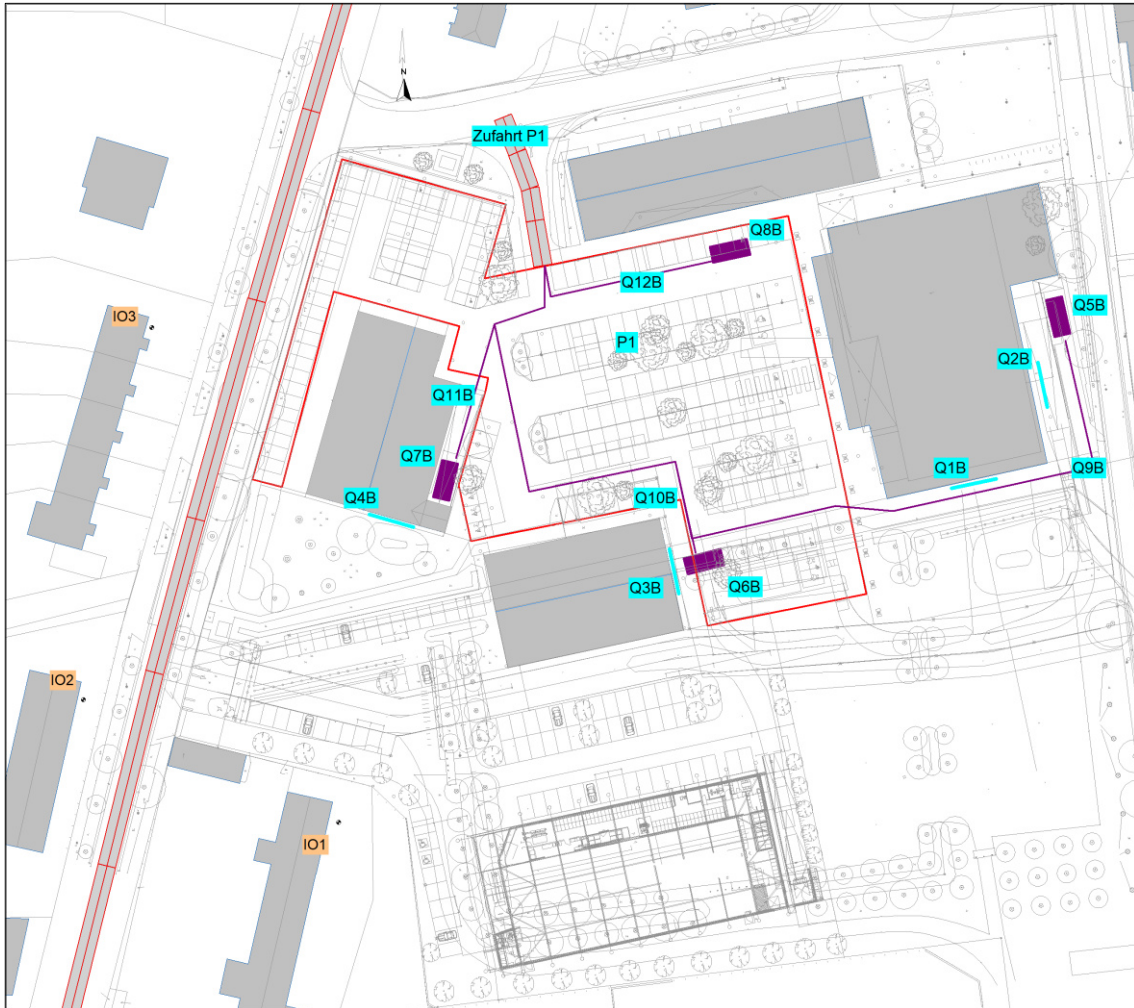 N
Zufahrt P1
Q8B
Q12B
Q5B
IO3
P1
Q2B
Q11B
Q7B
Q1B
Q9B
Q4B
Q10B
Q3B
Q6B
IO2
IO1